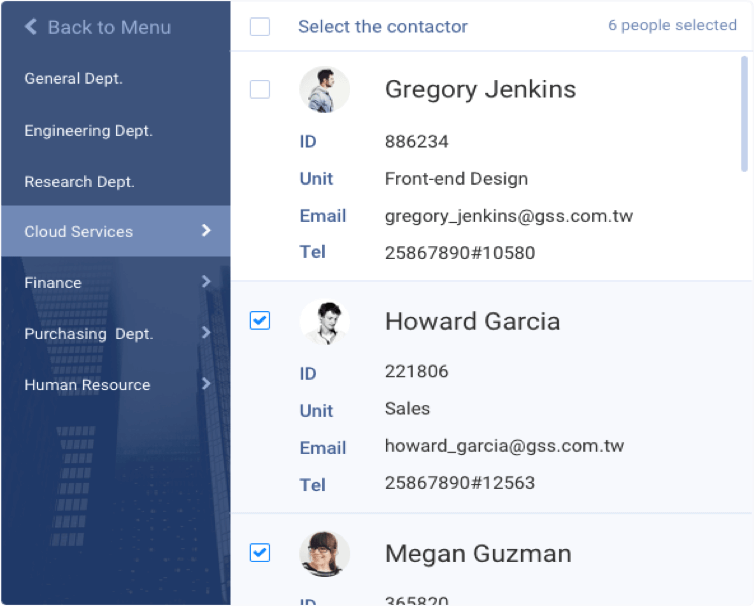 Back to Menu
General Dept.
Engineering Dept.
Research Dept.
Cloud Services
Finance
Purchasing Dept.
Human Resource
Select the contactor
6 people selected
Gregory Jenkins
ID 886234
Unit Front-end Design
Email gregory_jenkins@gss.com.tw
Tel 25867890#10580
Howard Garcia
ID 221806
Unit Sales
Email howard_garcia@gss.com.tw
Tel 25867890#12563
Megan Guzman
ID 365820